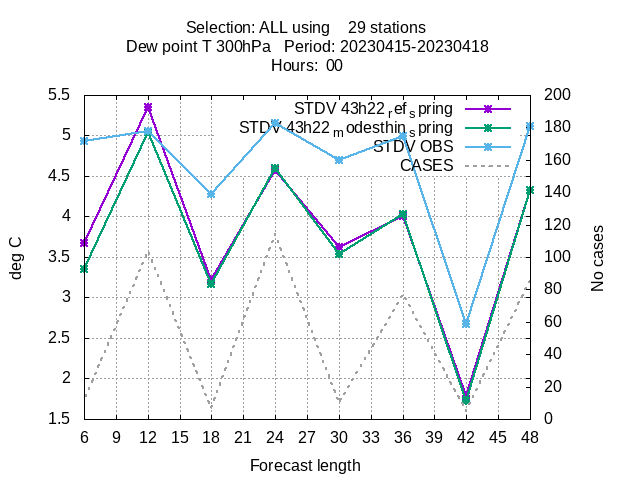 Selection: ALL using    29 stations
Dew point T 300hPa   Period: 20230415-20230418
Hours:  00
STDV 43h22 ref spring
STDV 43h22 modesthin spring
STDV OBS
CASES
5.5
5
4.5
4
3.5
3
2.5
2
1.5
deg C
200
180
160
140
120
100
80
60
40
20
0
No cases
6 9 12 15 18 21 24 27 30 33 36 39 42 45 48
Forecast length